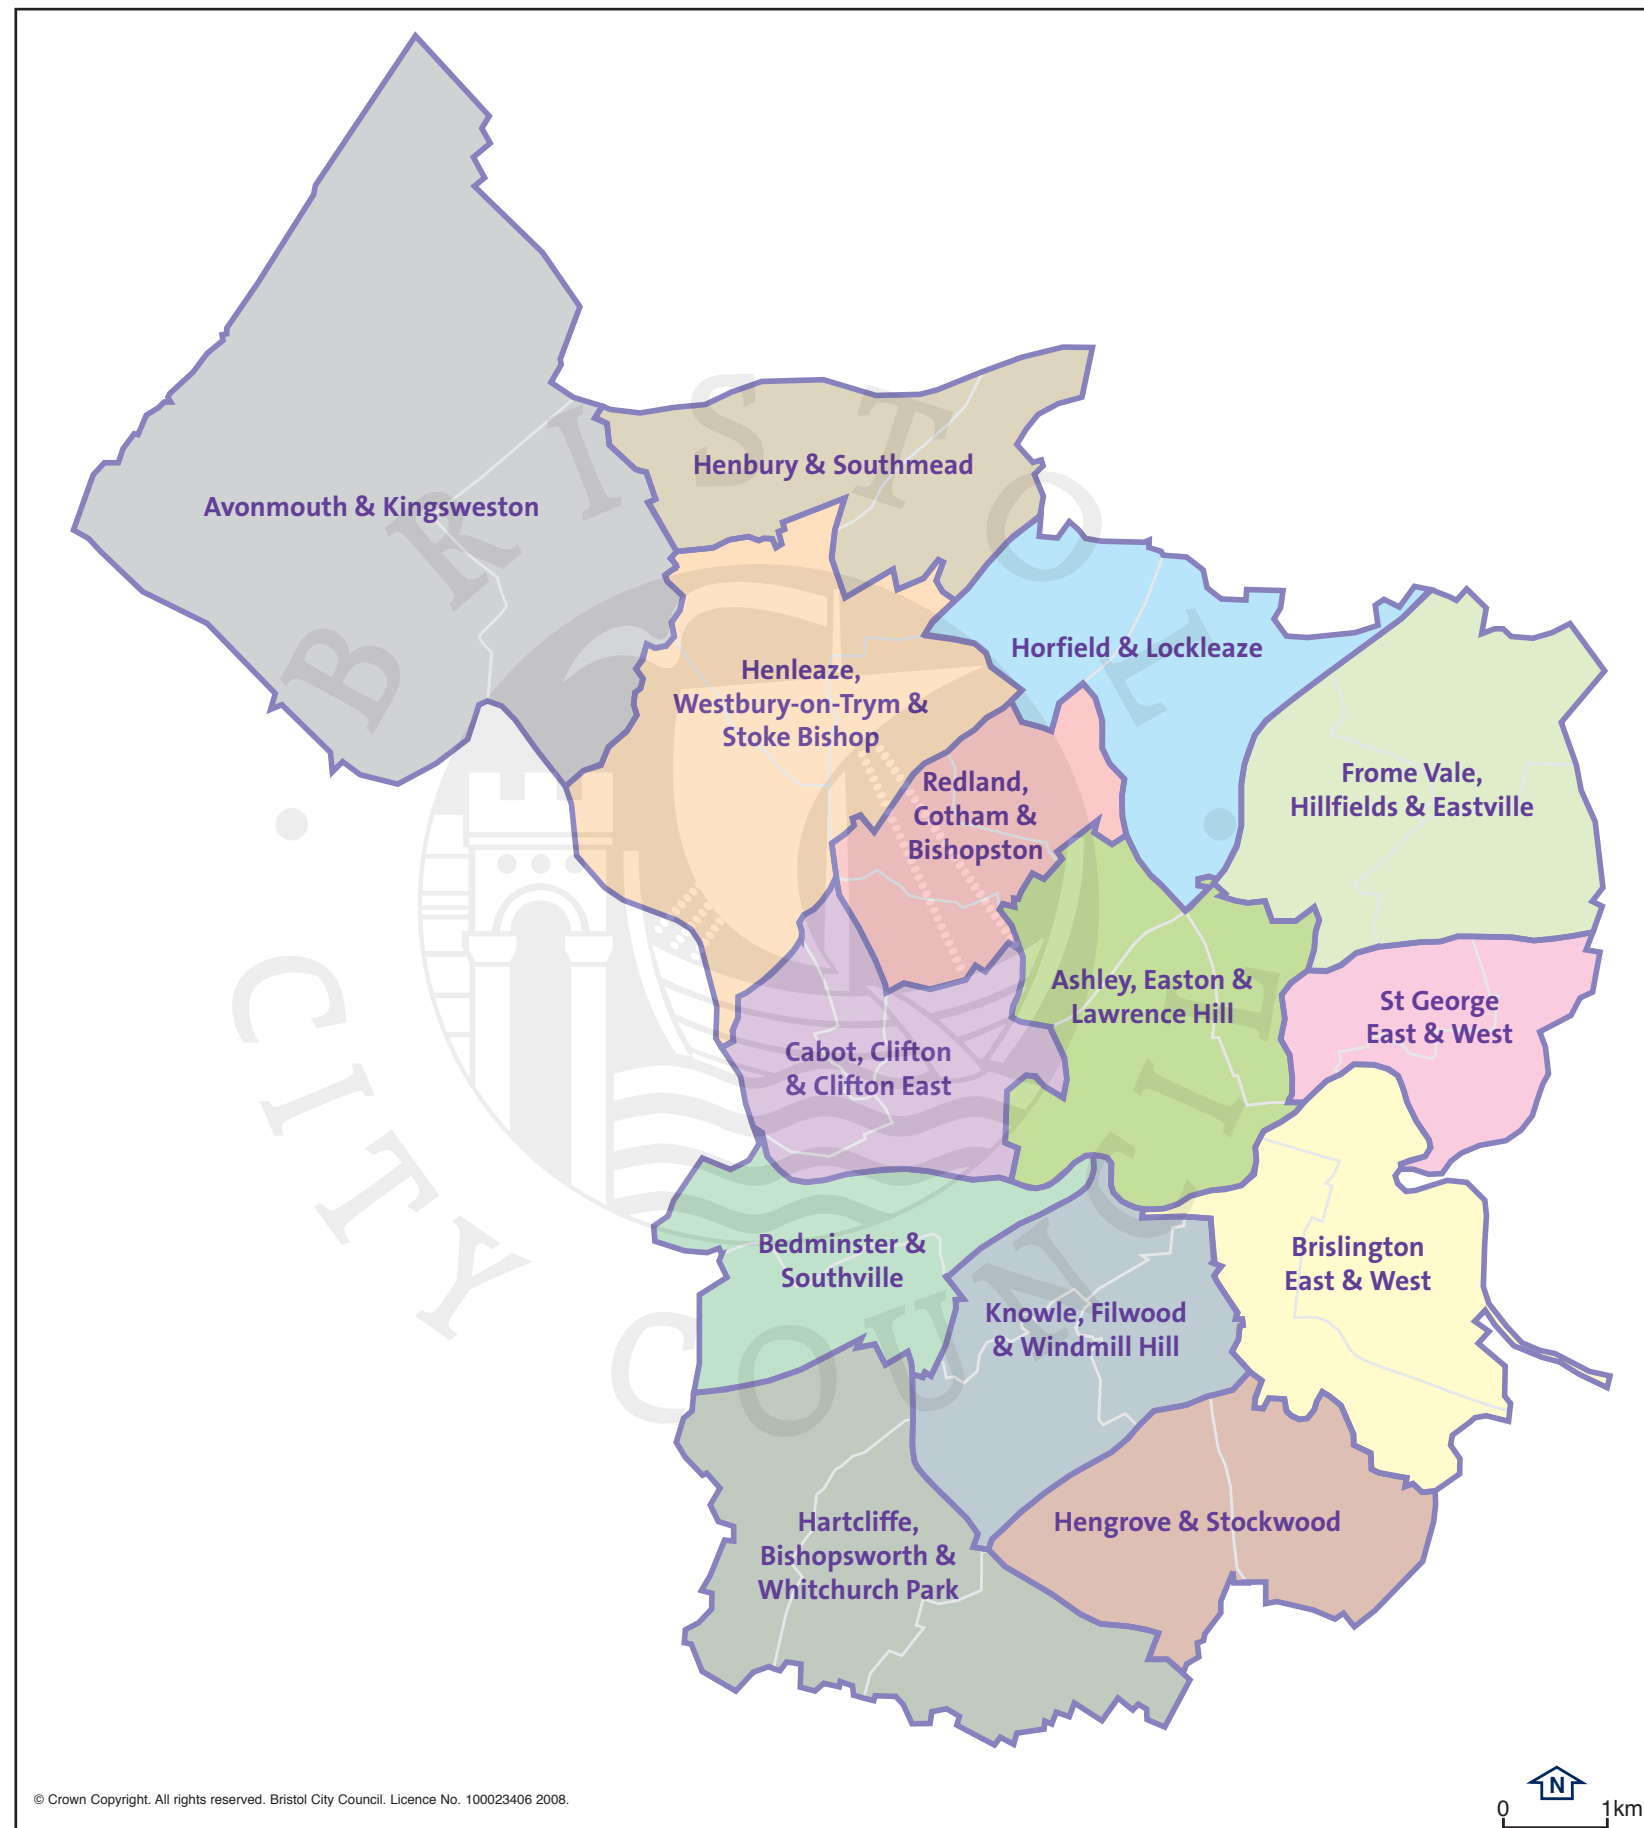 Avonmouth & Kingsweston
Henbury & Southmead
Horfield & Lockleaze
Henleaze,
Westbury-on-Trym &
Stoke Bishop
Redland,
Cotham &
Bishopston
Frome Vale,
Hillfields & Eastville
Ashley, Easton &
Lawrence Hill
St George
East & West
Cabot, Clifton
& Clifton East
Bedminster &
Southville
Knowle, Filwood
& Windmill Hill
Brislington
East & West
Hengrove & Stockwood
Hartcliffe,
Bishopsworth &
Whitchurch Park
· BRISTOL ·
CITY COUNCIL
© Crown Copyright. All rights reserved. Bristol City Council. Licence No. 100023406 2008.
N
0 1km